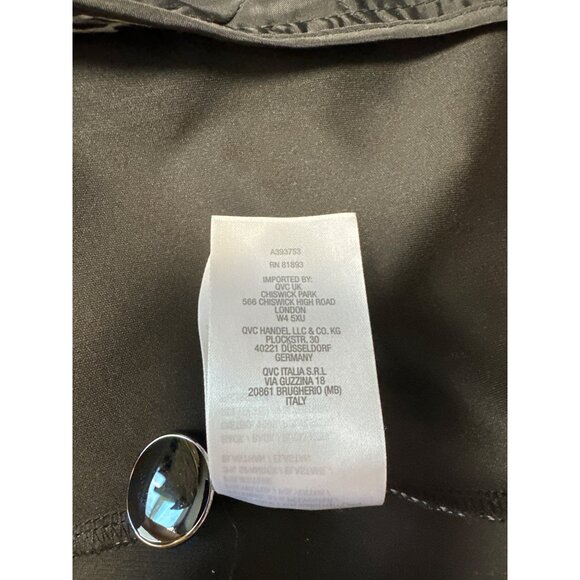 A393753
RN 81893
IMPORTED BY:
QVC UK
CHISWICK PARK
566 CHISWICK HIGH ROAD
LONDON
W4 5XU
QVC HANDEL LLC & CO. KG
PLOCKSTR. 30
40221 DÜSSELDORF
GERMANY
QVC ITALIA S.R.L
VIA GUZZINA 18
20861 BRUGHERIO (MB)
ITALY